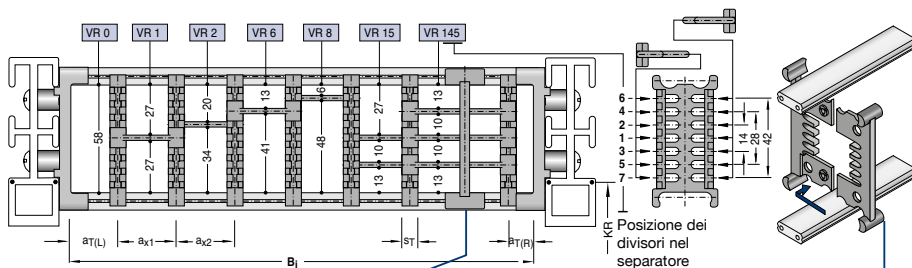 VR 0 VR 1 VR 2 VR 6 VR 8 VR 15 VR 145
58 27 27 20 34 13 41 6 48 27 10 13 13 10 10 13
6
4
2
1
3
5
7
14 28 42
KR
aT(L) ax1 ax2 sT aT(R)
Bi
Posizione dei
divisori nel
separatore